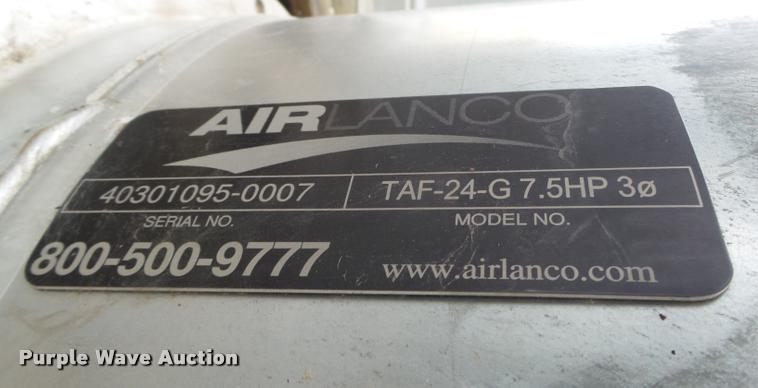 AIRLANCO
40301095-0007 TAF-24-G 7.5HP 3ø
SERIAL NO. MODEL NO.
800-500-9777 www.airlanco.com
Purple Wave Auction